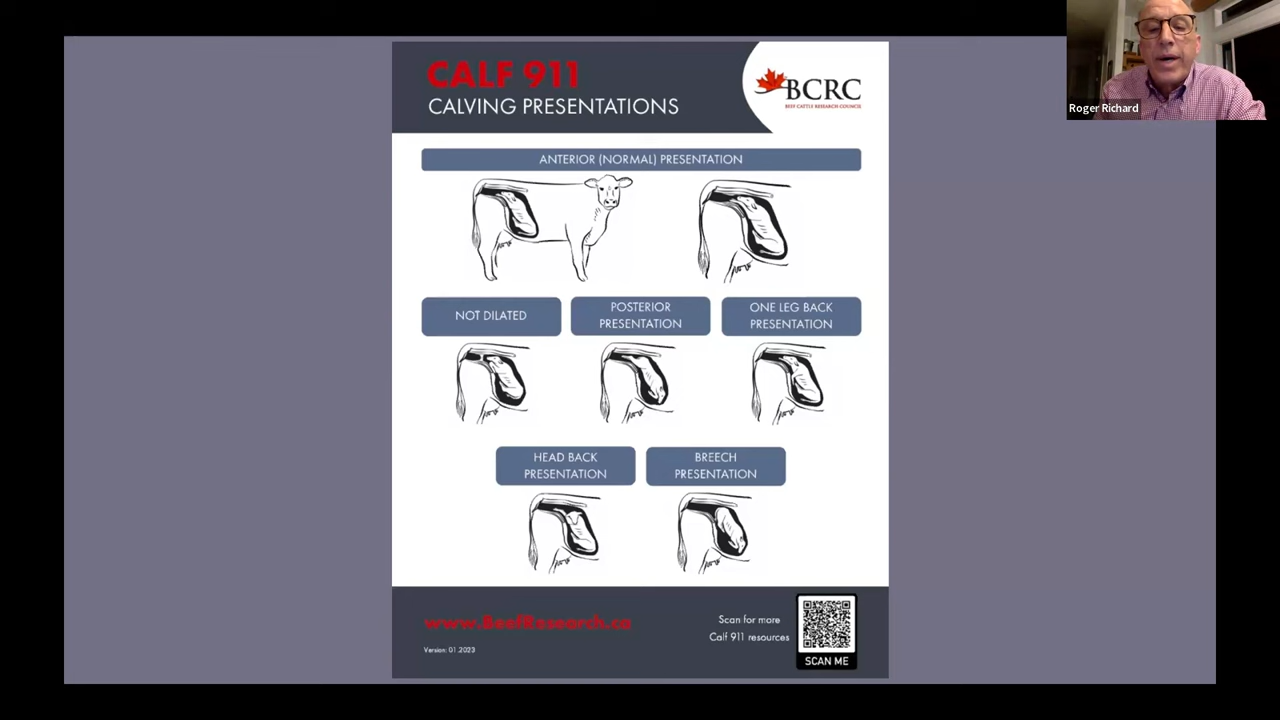 CALF 911
CALVING PRESENTATIONS
BCRC
BEEF CATTLE RESEARCH COUNCIL
Roger Richard
ANTERIOR (NORMAL) PRESENTATION
NOT DILATED
POSTERIOR
PRESENTATION
ONE LEG BACK
PRESENTATION
HEAD BACK
PRESENTATION
BREECH
PRESENTATION
www.BeefResearch.ca
Version: 01.2023
Scan for more
Calf 911 resources
SCAN ME